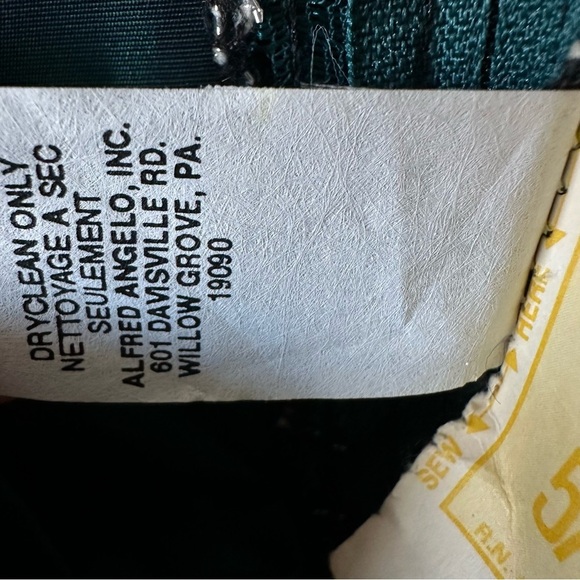 DRYCLEAN ONLY
NETTOYAGE A SEC
SEULEMENT
ALFRED ANGELO, INC.
601 DAVISVILLE RD.
WILLOW GROVE, PA.
19090
SEW HERE
R.N.